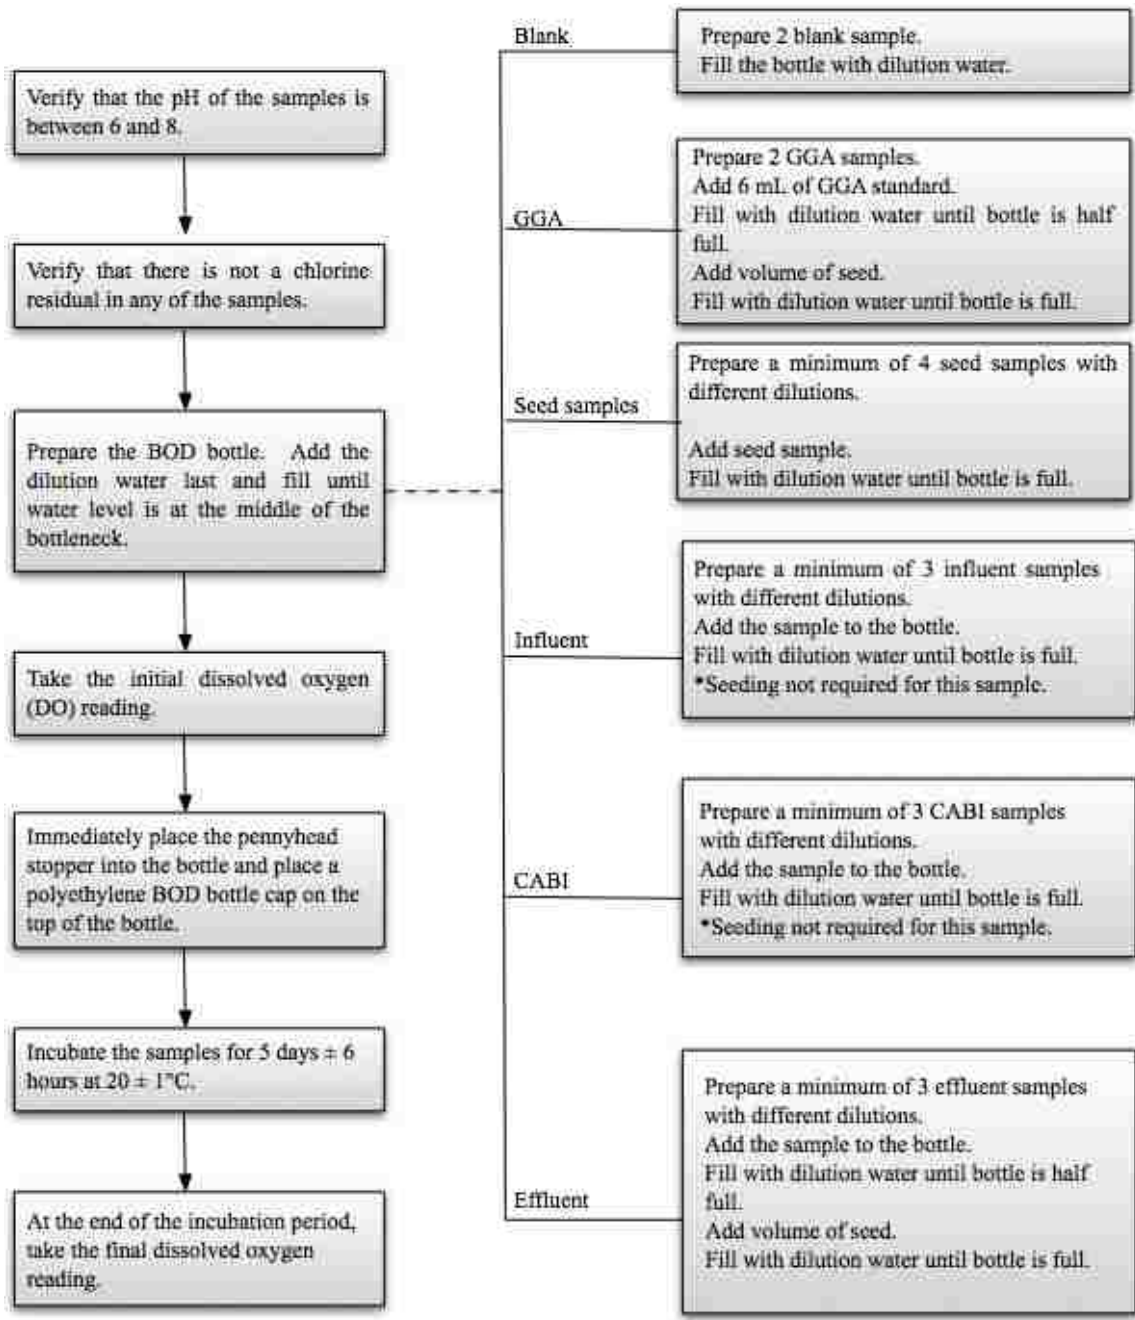 Verify that the pH of the samples is
between 6 and 8.
Verify that there is not a chlorine
residual in any of the samples.
Prepare the BOD bottle. Add the
dilution water last and fill until
water level is at the middle of the
bottleneck.
Take the initial dissolved oxygen
(DO) reading.
Immediately place the pennyhead
stopper into the bottle and place a
polyethylene BOD bottle cap on the
top of the bottle.
Incubate the samples for 5 days ± 6
hours at 20 ± 1°C.
At the end of the incubation period,
take the final dissolved oxygen
reading.
Blank
Prepare 2 blank sample.
Fill the bottle with dilution water.
GGA
Prepare 2 GGA samples.
Add 6 mL of GGA standard.
Fill with dilution water until bottle is half
full.
Add volume of seed.
Fill with dilution water until bottle is full.
Seed samples
Prepare a minimum of 4 seed samples with
different dilutions.
Add seed sample.
Fill with dilution water until bottle is full.
Influent
Prepare a minimum of 3 influent samples
with different dilutions.
Add the sample to the bottle.
Fill with dilution water until bottle is full.
*Seeding not required for this sample.
CABI
Prepare a minimum of 3 CABI samples
with different dilutions.
Add the sample to the bottle.
Fill with dilution water until bottle is full.
*Seeding not required for this sample.
Effluent
Prepare a minimum of 3 effluent samples
with different dilutions.
Add the sample to the bottle.
Fill with dilution water until bottle is half
full.
Add volume of seed.
Fill with dilution water until bottle is full.